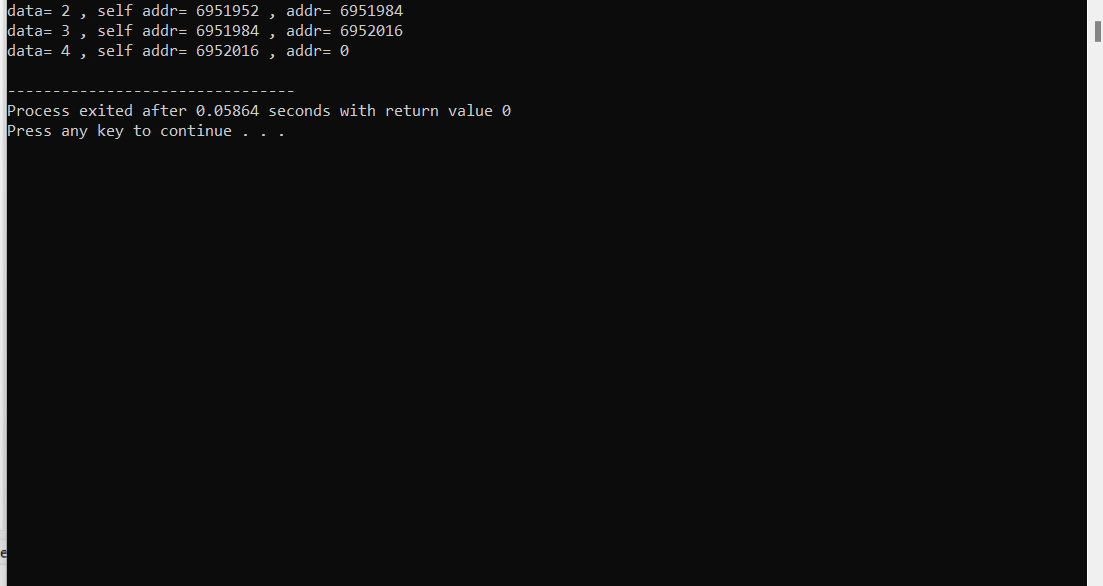 data= 2 , self addr= 6951952 , addr= 6951984
data= 3 , self addr= 6951984 , addr= 6952016
data= 4 , self addr= 6952016 , addr= 0
--------------------------------
Process exited after 0.05864 seconds with return value 0
Press any key to continue . . .
e